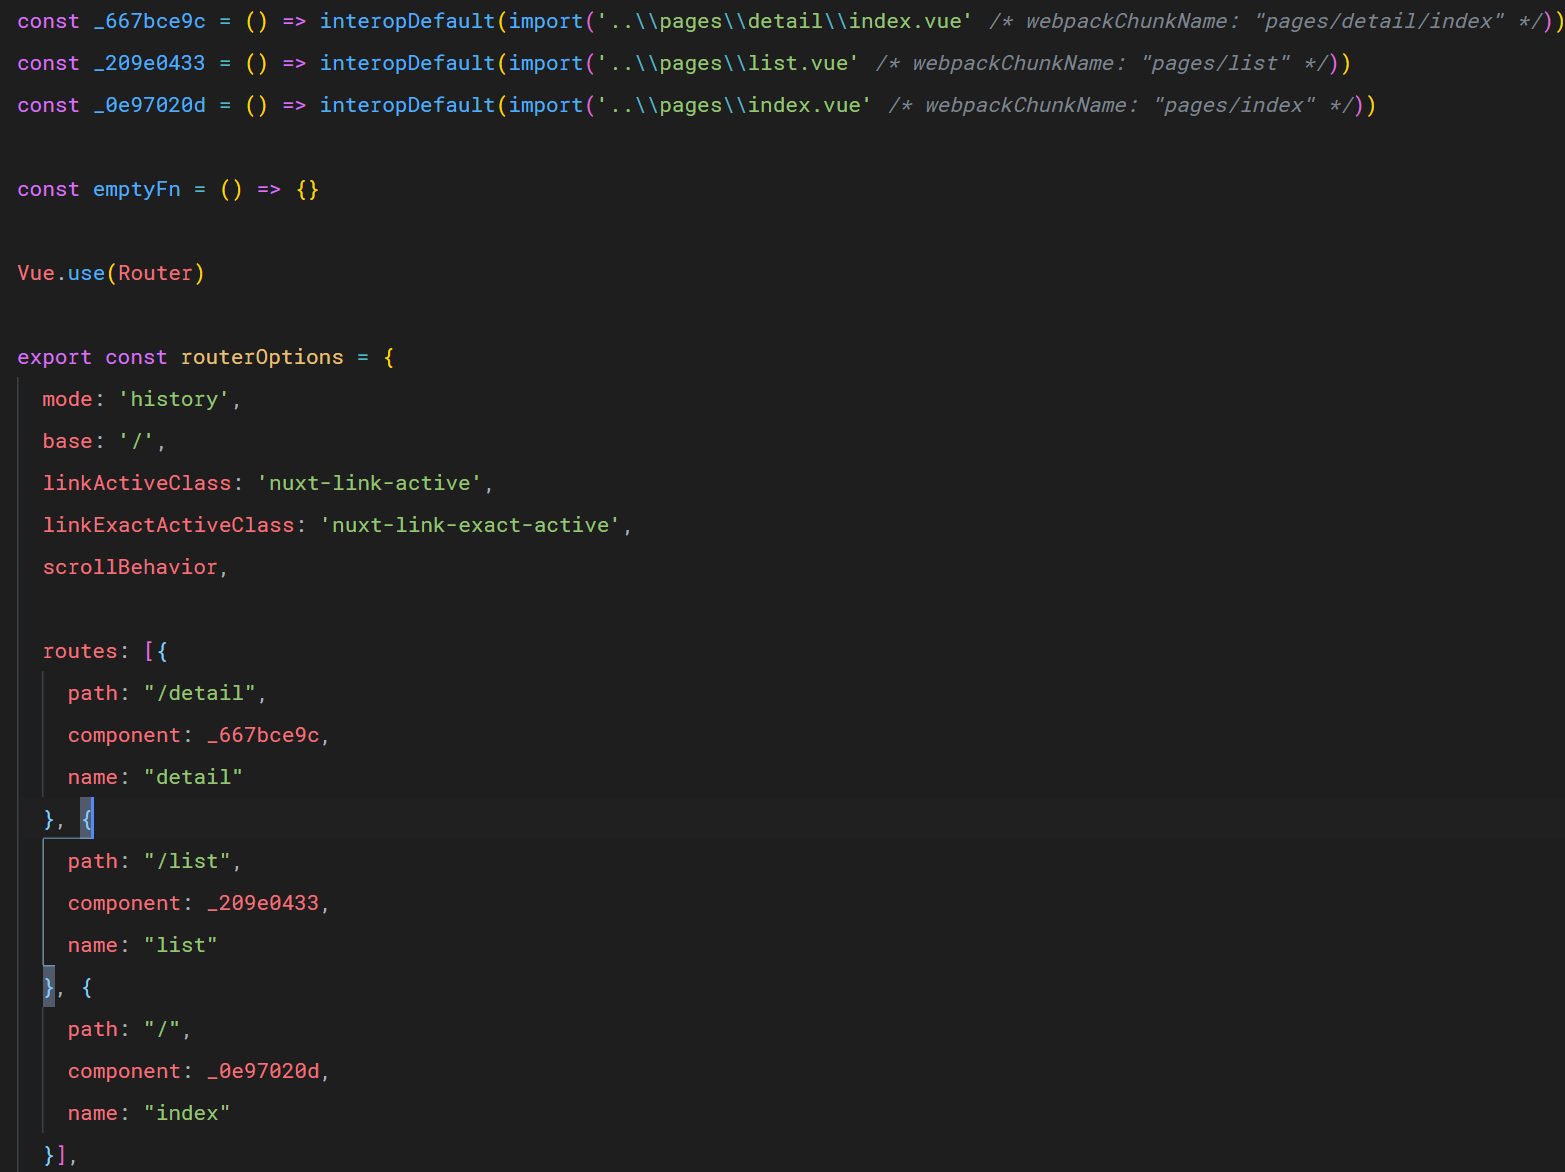 const _667bce9c = () => interopDefault(import('..\\pages\\detail\\index.vue' /* webpackChunkName: "pages/detail/index" */))
const _209e0433 = () => interopDefault(import('..\\pages\\list.vue' /* webpackChunkName: "pages/list" */))
const _0e97020d = () => interopDefault(import('..\\pages\\index.vue' /* webpackChunkName: "pages/index" */))
const emptyFn = () => {}
Vue.use(Router)
export const routerOptions = {
mode: 'history',
base: '/',
linkActiveClass: 'nuxt-link-active',
linkExactActiveClass: 'nuxt-link-exact-active',
scrollBehavior,
routes: [{
path: "/detail",
component: _667bce9c,
name: "detail"
}, {
path: "/list",
component: _209e0433,
name: "list"
}, {
path: "/",
component: _0e97020d,
name: "index"
}],